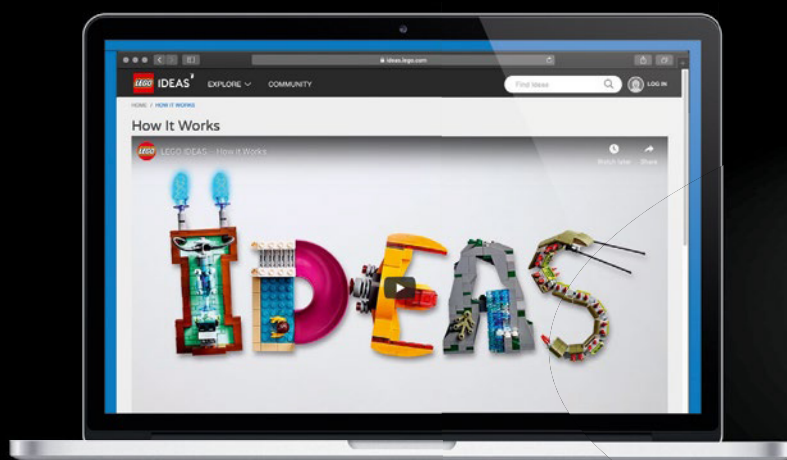 ideas.lego.com
LEGO IDEAS EXPLORE COMMUNITY Find Ideas LOG IN
HOME / HOW IT WORKS
How It Works
LEGO LEGO IDEAS - How it Works Watch later Share
IDEAS